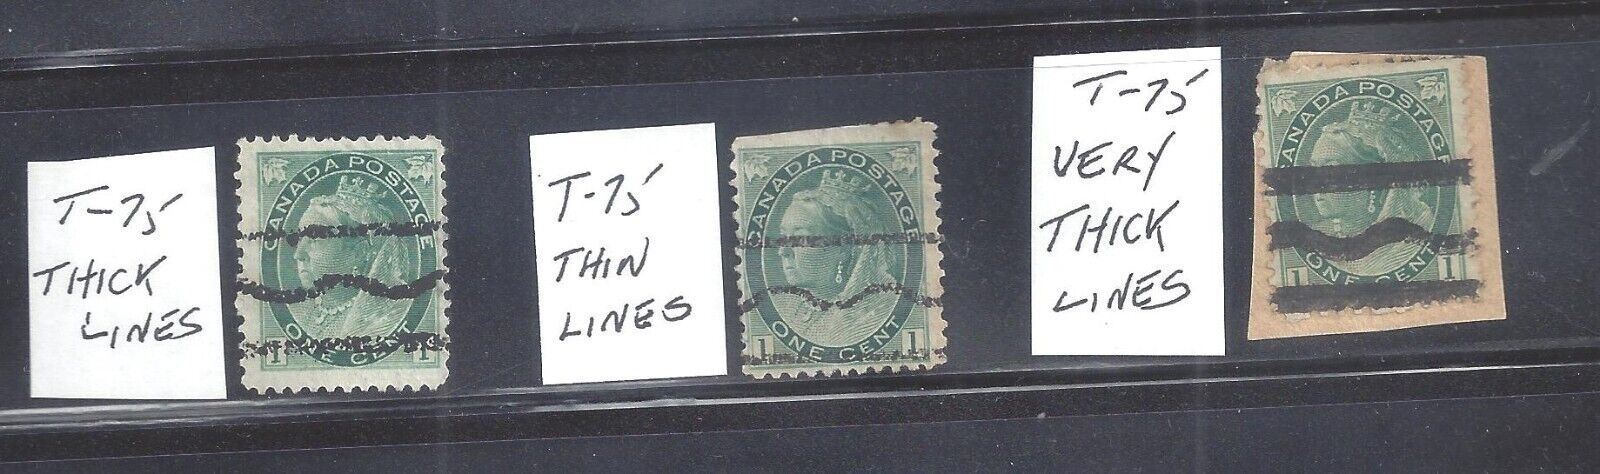 T-75
THICK
LINES
CANADA POSTAGE
ONE CENT
1 1
T-75
THIN
LINES
CANADA POSTAGE
ONE CENT
1 1
T-75
VERY
THICK
LINES
CANADA POSTAGE
ONE CENT
1 1